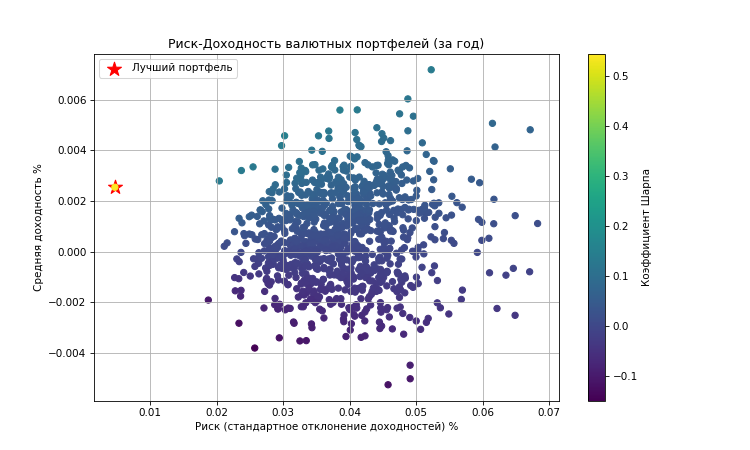 Риск-Доходность валютных портфелей (за год)
Лучший портфель
Средняя доходность %
0.006
0.004
0.002
0.000
−0.002
−0.004
0.01 0.02 0.03 0.04 0.05 0.06 0.07
Риск (стандартное отклонение доходностей) %
0.5
0.4
0.3
0.2
0.1
0.0
−0.1
Коэффициент Шарпа